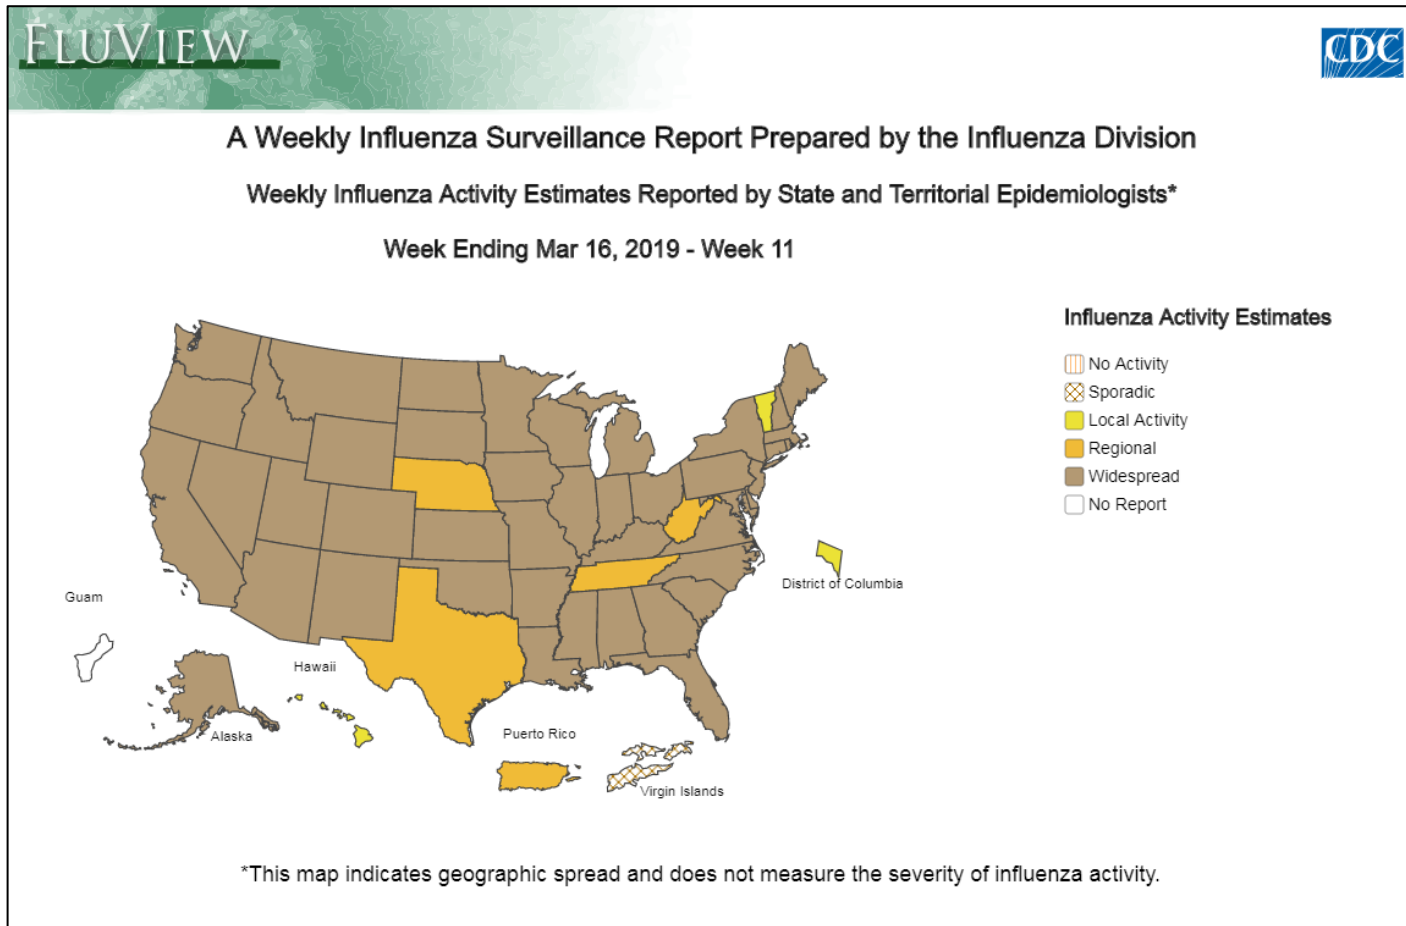 FLUVIEW
CDC
A Weekly Influenza Surveillance Report Prepared by the Influenza Division
Weekly Influenza Activity Estimates Reported by State and Territorial Epidemiologists*
Week Ending Mar 16, 2019 - Week 11
Influenza Activity Estimates
No Activity
Sporadic
Local Activity
Regional
Widespread
No Report
District of Columbia
Guam
Hawaii
Alaska
Puerto Rico
Virgin Islands
*This map indicates geographic spread and does not measure the severity of influenza activity.